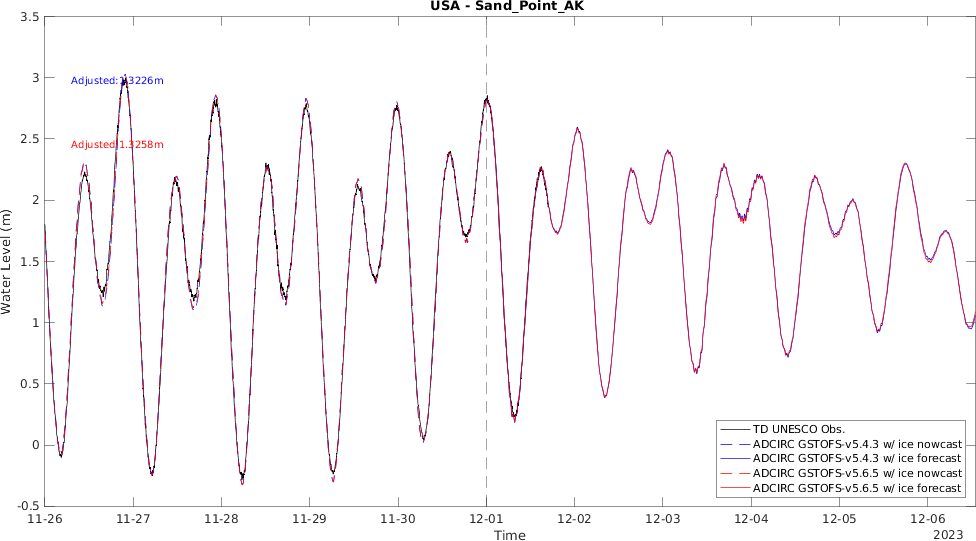 USA - Sand_Point_AK
3.5
3
2.5
2
1.5
1
0.5
0
-0.5
Water Level (m)
Adjusted:1.3226m
Adjusted:1.3258m
TD UNESCO Obs.
ADCIRC GSTOFS-v5.4.3 w/ ice nowcast
ADCIRC GSTOFS-v5.4.3 w/ ice forecast
ADCIRC GSTOFS-v5.6.5 w/ ice nowcast
ADCIRC GSTOFS-v5.6.5 w/ ice forecast
11-26 11-27 11-28 11-29 11-30 12-01 12-02 12-03 12-04 12-05 12-06
Time
2023